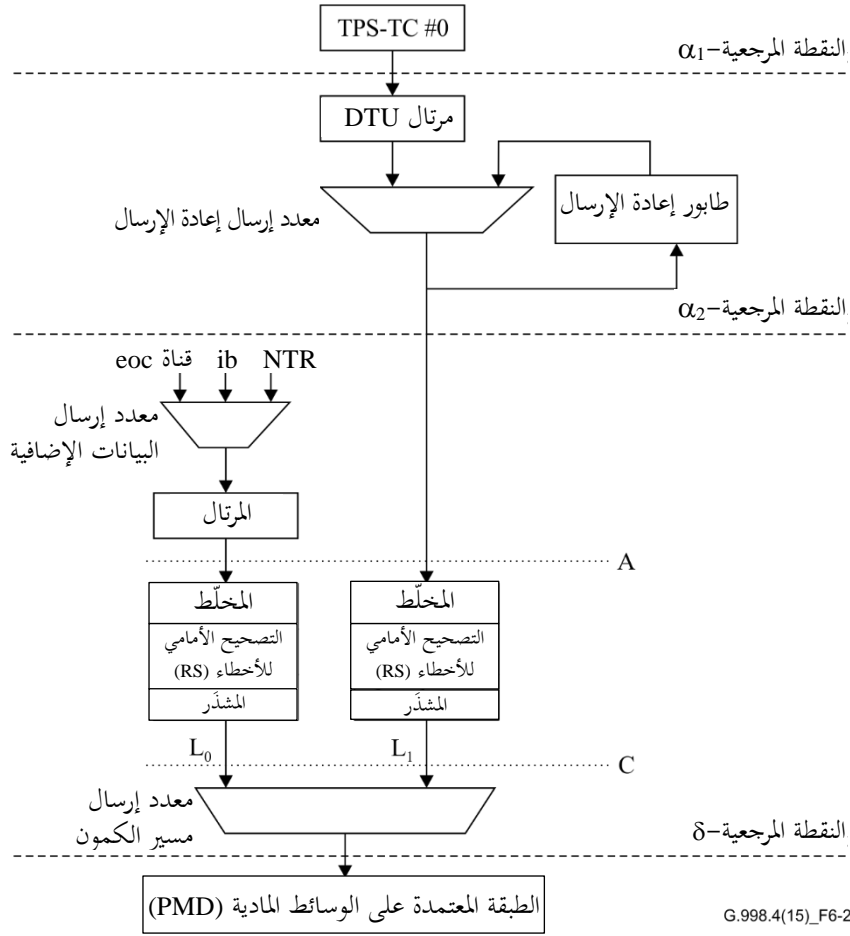 TPS-TC #0
النقطة المرجعية-α1
مرتال DTU
طابور إعادة الإرسال
معدد إرسال إعادة الإرسال
النقطة المرجعية-α2
قناة eoc
ib
NTR
معدد إرسال
البيانات الإضافية
المرتال
A
المخلّط
المخلّط
التصحيح الأمامي
للأخطاء (RS)
التصحيح الأمامي
للأخطاء (RS)
المشذَر
المشذَر
L0
L1
C
معدد إرسال
مسير الكمون
النقطة المرجعية-δ
الطبقة المعتمدة على الوسائط المادية (PMD)
G.998.4(15)_F6-2